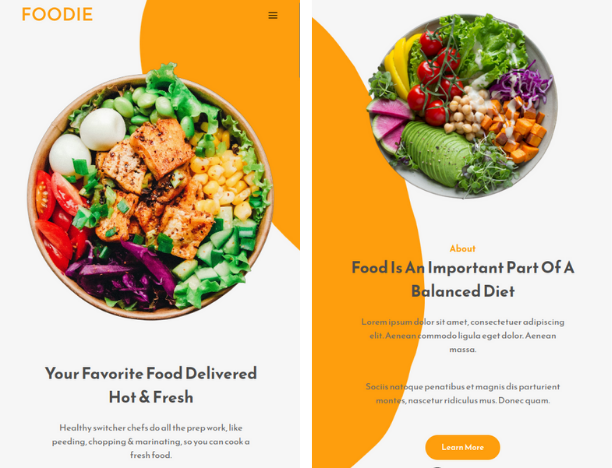 FOODIE
Your Favorite Food Delivered
Hot & Fresh
Healthy switcher chefs do all the prep work, like
peeding, chopping & marinating, so you can cook a
fresh food.
About
Food Is An Important Part Of A
Balanced Diet
Lorem ipsum dolor sit amet, consectetuer adipiscing
elit. Aenean commodo ligula eget dolor. Aenean
massa.
Sociis natoque penatibus et magnis dis parturient
montes, nascetur ridiculus mus. Donec quam.
Learn More